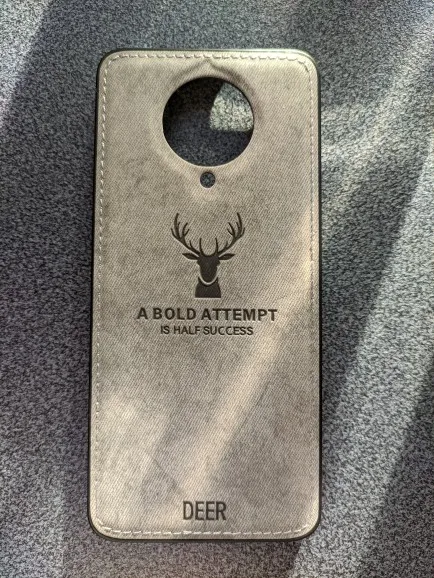 A BOLD ATTEMPT
IS HALF SUCCESS
DEER